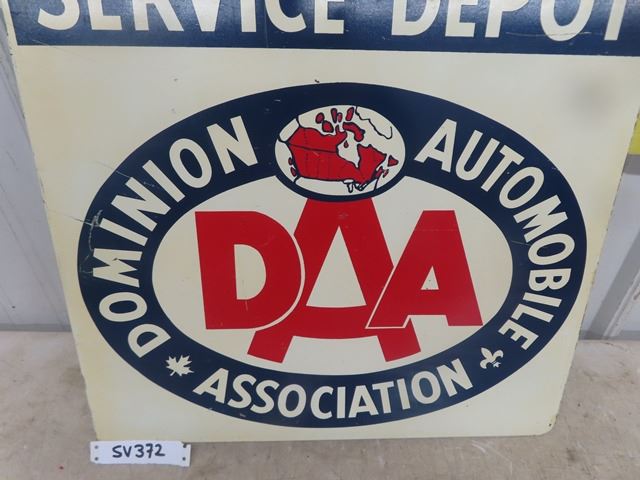 SERVICE DEPOT
DOMINION AUTOMOBILE
DAA
ASSOCIATION
SV372